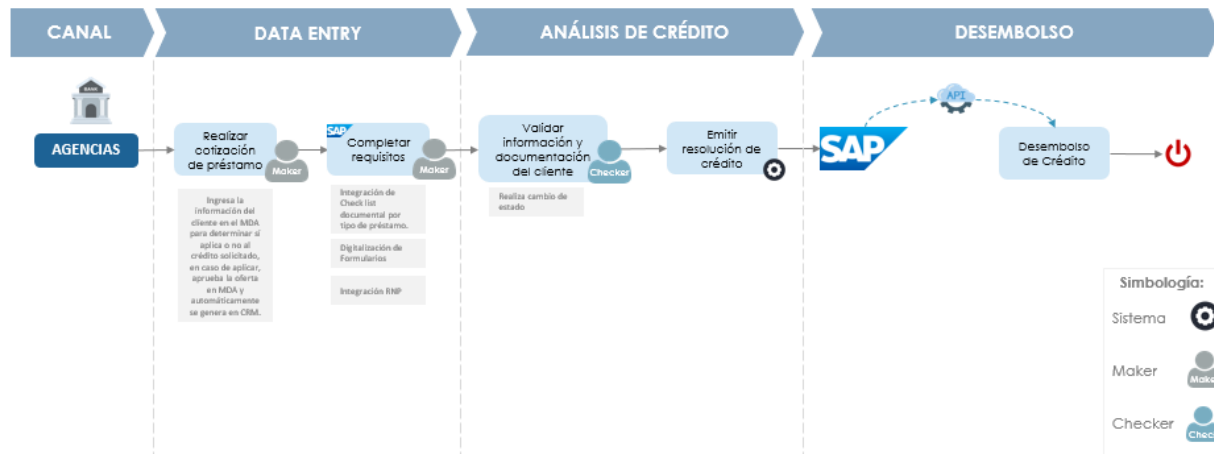 CANAL
DATA ENTRY
ANÁLISIS DE CRÉDITO
DESEMBOLSO
BANK
AGENCIAS
Realizar
cotización
de préstamo
Maker
Ingresa la
información del
cliente en el MDA
para determinar si
aplica o no al
crédito solicitado,
en caso de aplicar,
aprueba la oferta
en MDA y
automáticamente
se genera en CRM.
SAP
Completar
requisitos
Maker
Integración de
Check list
documental por
tipo de préstamo.
Digitalización de
Formularios
Integración RNP
Validar
información y
documentación
del cliente
Checker
Realiza cambio de
estado
Emitir
resolución de
crédito
SAP
API
Desembolso
de Crédito
Simbología:
Sistema
Maker
Make
Checker
Chec